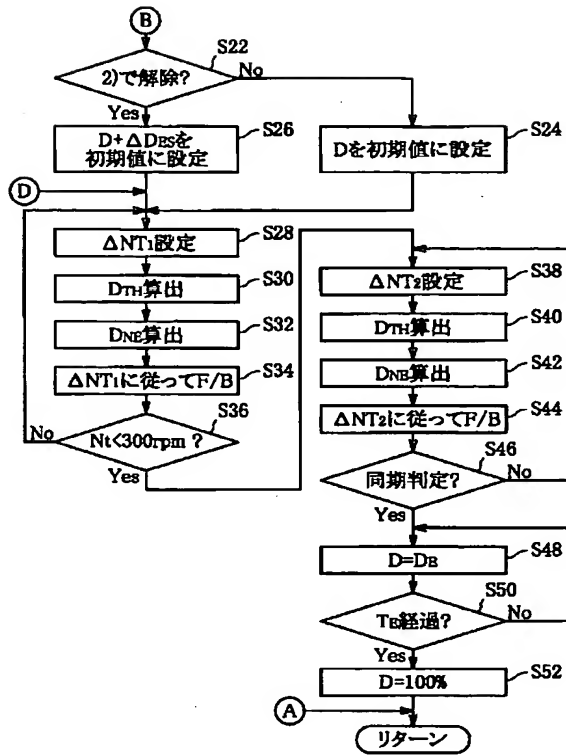 B
S22
2)で解除?
No
Yes
S26
D+ΔDESを
初期値に設定
S24
Dを初期値に設定
D
S28
ΔNT1設定
S30
DTH算出
S32
DNE算出
S34
ΔNT1に従ってF/B
S36
No
Nt<300rpm?
Yes
S38
ΔNT2設定
S40
DTH算出
S42
DNE算出
S44
ΔNT2に従ってF/B
S46
同期判定?
No
Yes
S48
D=DE
S50
TE経過?
No
Yes
S52
D=100%
A
リターン